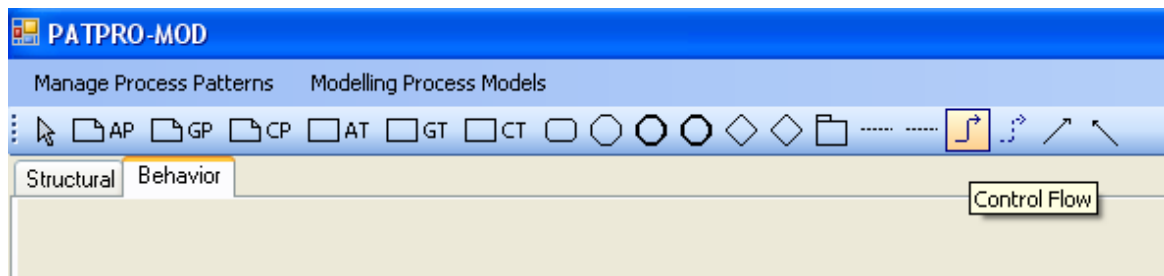 PATPRO-MOD
Manage Process Patterns Modelling Process Models
AP GP CP AT GT CT
Structural Behavior
Control Flow